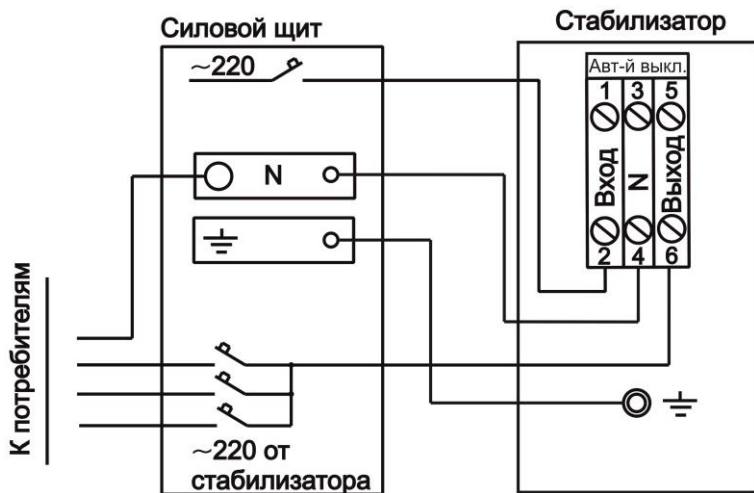 Силовой щит
Стабилизатор
~220
Авт-й выкл.
1 3 5
Вход
N
Выход
2 4 6
N
К потребителям
~220 от
стабилизатора